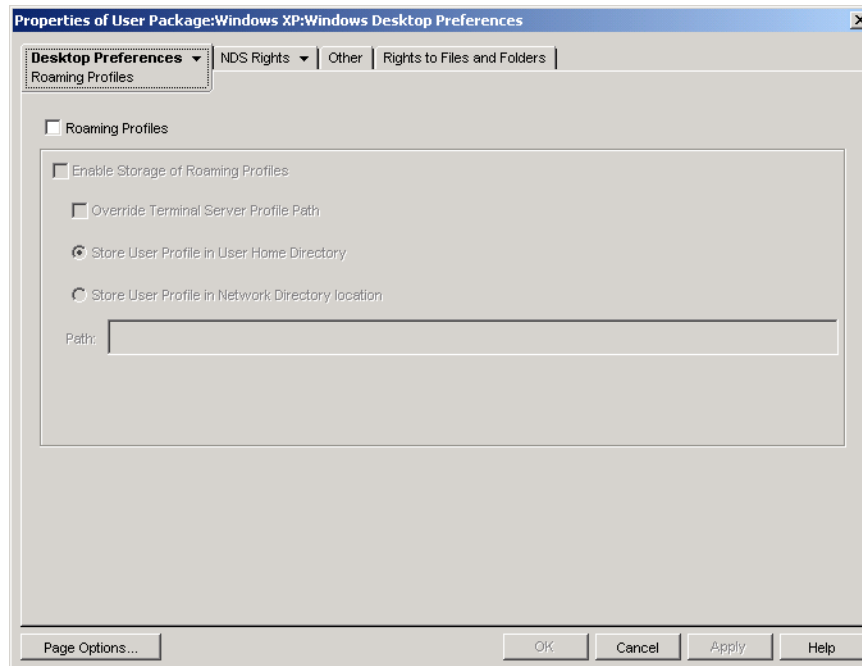 Properties of User Package:Windows XP:Windows Desktop Preferences
Desktop Preferences NDS Rights Other Rights to Files and Folders
Roaming Profiles
Roaming Profiles
Enable Storage of Roaming Profiles
Override Terminal Server Profile Path
Store User Profile in User Home Directory
Store User Profile in Network Directory location
Path:
Page Options... OK Cancel Apply Help